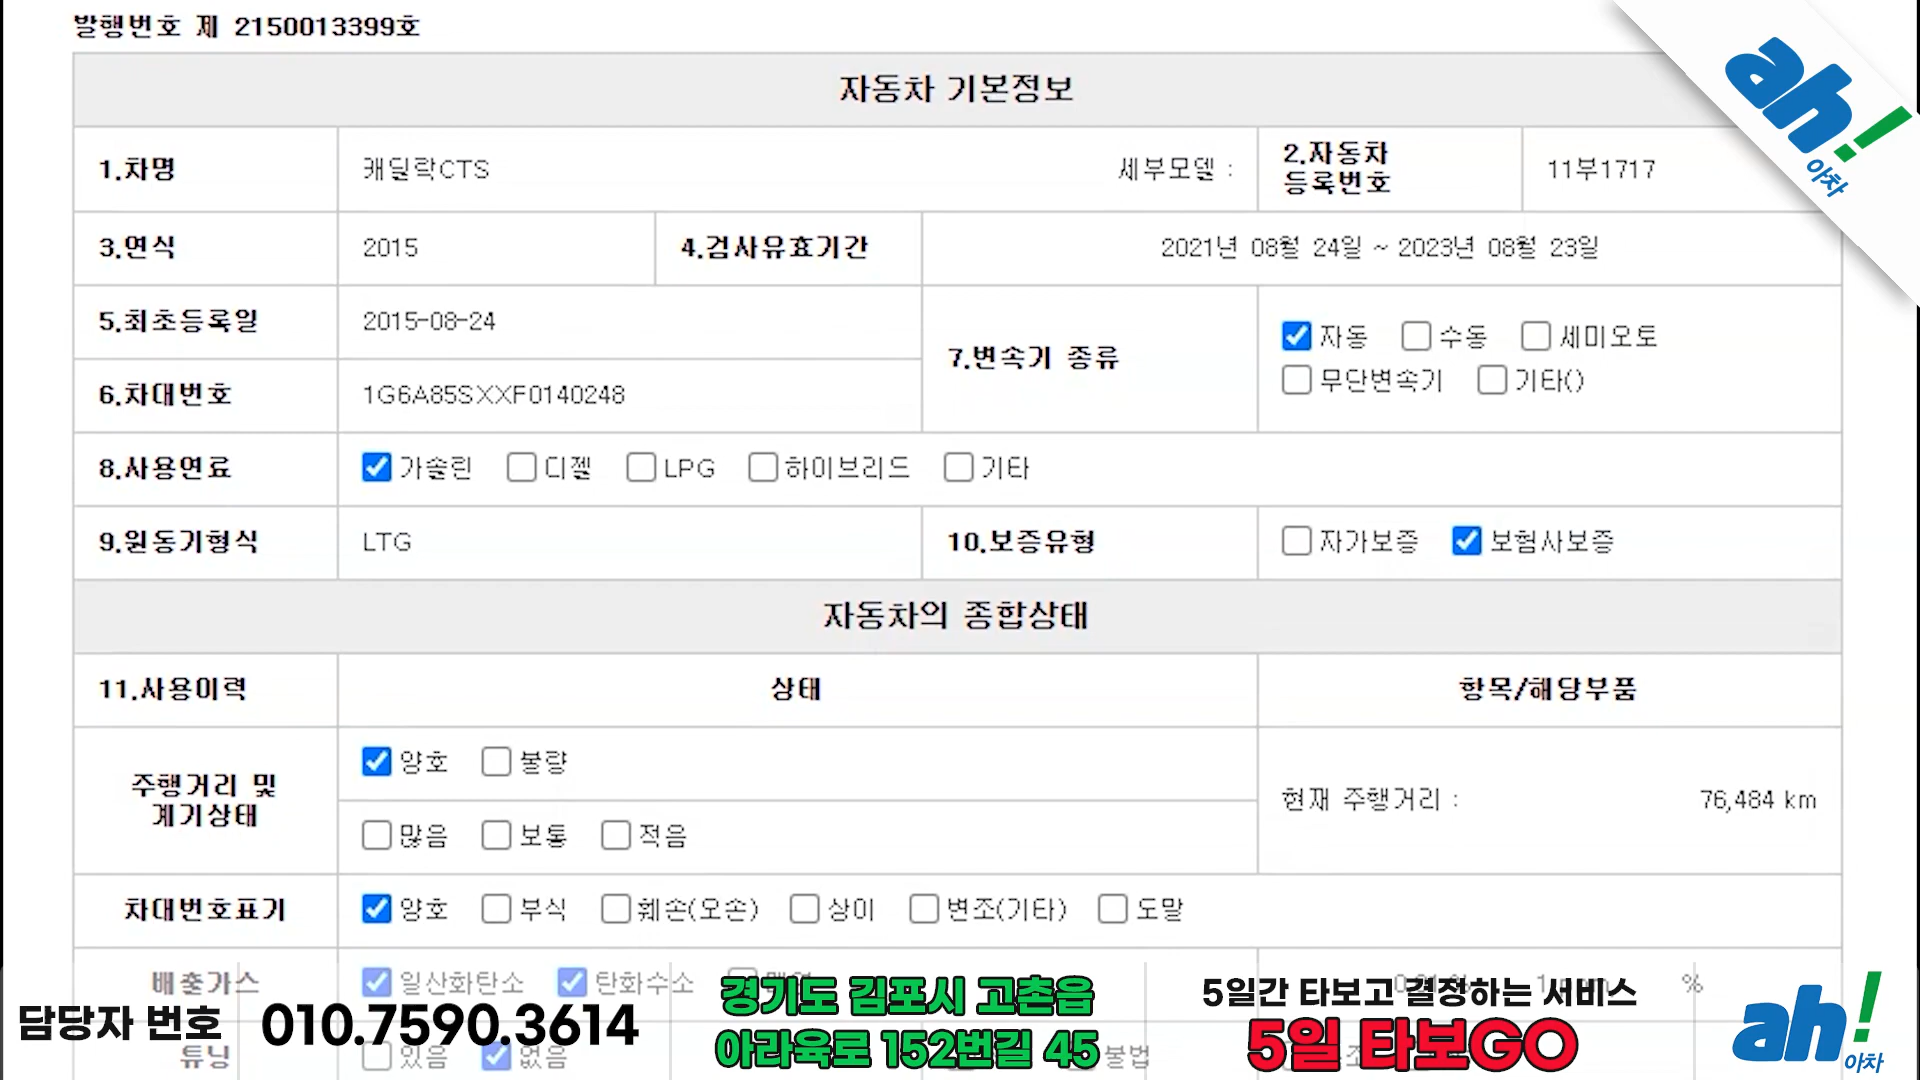 발행번호 제 2150013399호
자동차 기본정보
1.차명 캐딜락CTS 세부모델 : 2.자동차 등록번호 11부1717
3.연식 2015 4.검사유효기간 2021년 08월 24일 ~ 2023년 08월 23일
5.최초등록일 2015-08-24
7.변속기 종류 자동 수동 세미오토
무단변속기 기타()
6.차대번호 1G6A85SXXF0140248
8.사용연료 가솔린 디젤 LPG 하이브리드 기타
9.원동기형식 LTG 10.보증유형 자가보증 보험사보증
자동차의 종합상태
11.사용이력 상태 항목/해당부품
주행거리 및 계기상태 양호 불량
많음 보통 적음
현재 주행거리 : 76,484 km
차대번호표기 양호 부식 훼손(오손) 상이 변조(기타) 도말
배출가스 일산화탄소 탄화수소 %
튜닝 있음 없음 불법
담당자 번호 010.7590.3614
경기도 김포시 고촌읍
아라육로 152번길 45
5일간 타보고 결정하는 서비스
5일 타보GO
ah!
아차
ah!
아차